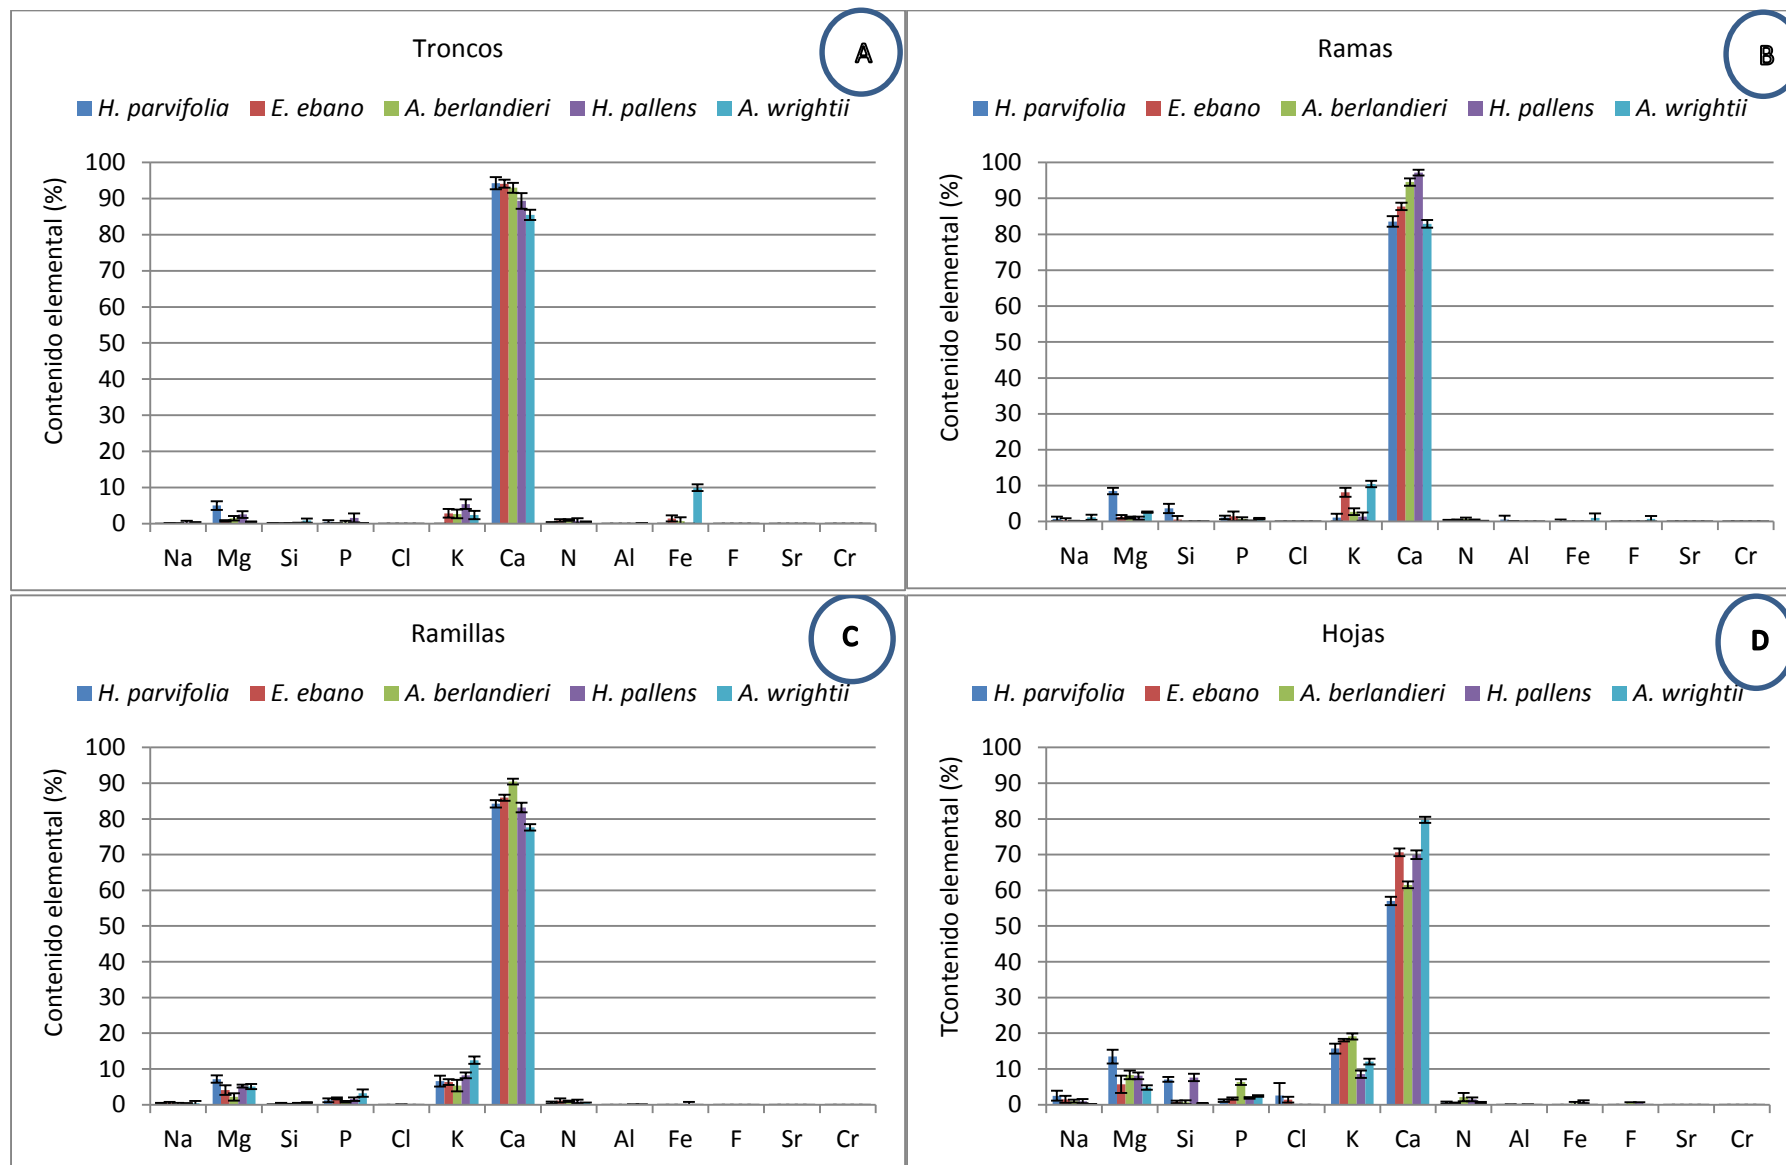 Troncos
A
H. parvifolia E. ebano A. berlandieri H. pallens A. wrightii
Contenido elemental (%)
100
90
80
70
60
50
40
30
20
10
0
Na Mg Si P Cl K Ca N Al Fe F Sr Cr
Ramas
B
H. parvifolia E. ebano A. berlandieri H. pallens A. wrightii
Contenido elemental (%)
100
90
80
70
60
50
40
30
20
10
0
Na Mg Si P Cl K Ca N Al Fe F Sr Cr
Ramillas
C
H. parvifolia E. ebano A. berlandieri H. pallens A. wrightii
Contenido elemental (%)
100
90
80
70
60
50
40
30
20
10
0
Na Mg Si P Cl K Ca N Al Fe F Sr Cr
Hojas
D
H. parvifolia E. ebano A. berlandieri H. pallens A. wrightii
TContenido elemental (%)
100
90
80
70
60
50
40
30
20
10
0
Na Mg Si P Cl K Ca N Al Fe F Sr Cr